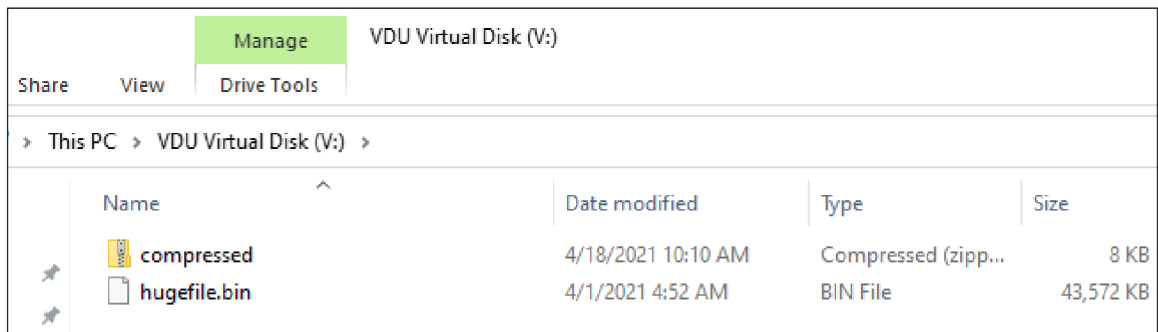 Manage VDU Virtual Disk (V:)
Share View Drive Tools
> This PC > VDU Virtual Disk (V:) >
Name Date modified Type Size
compressed 4/18/2021 10:10 AM Compressed (zipp... 8 KB
hugefile.bin 4/1/2021 4:52 AM BIN File 43,572 KB